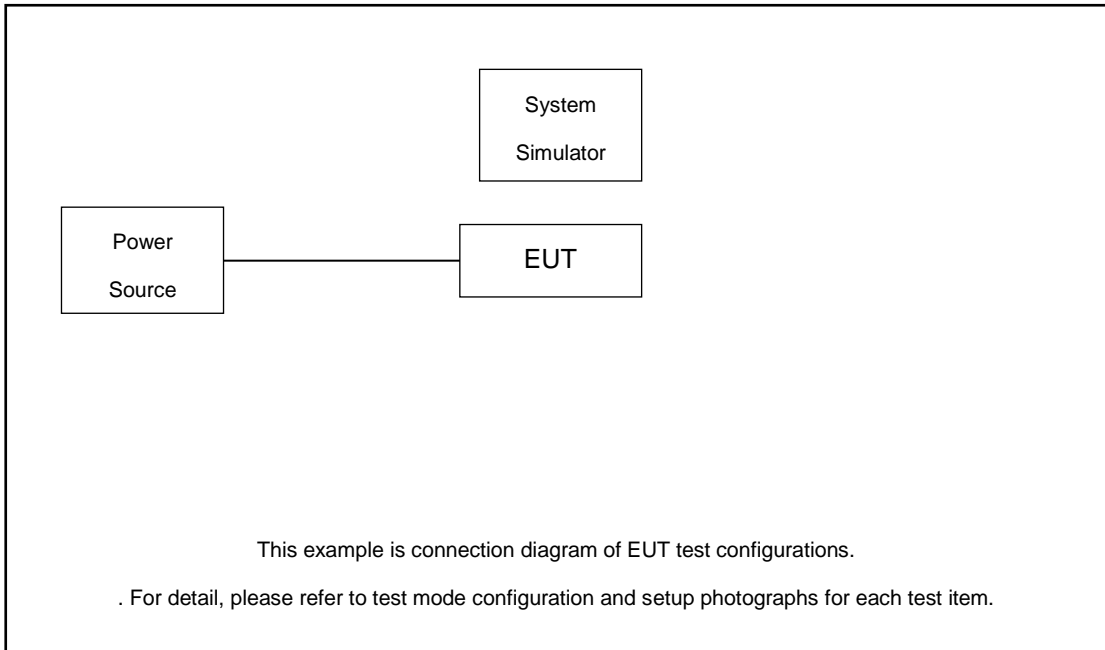 System
Simulator
Power
Source
EUT
This example is connection diagram of EUT test configurations.
. For detail, please refer to test mode configuration and setup photographs for each test item.